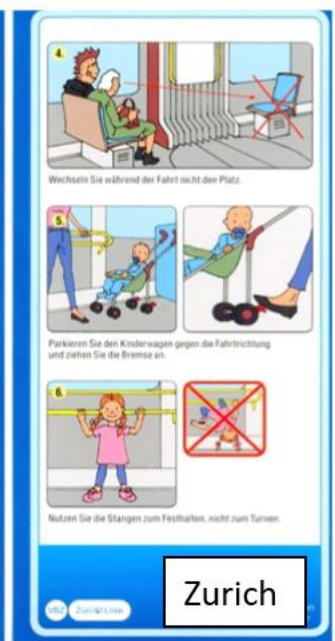 4.
Wechseln Sie während der Fahrt nicht den Platz.
5.
Parkieren Sie den Kinderwagen gegen die Fahrtrichtung
und ziehen Sie die Bremse an.
6.
Nutzen Sie die Stangen zum Festhalten, nicht zum Turnen.
VBZ Züri Linie
Zurich